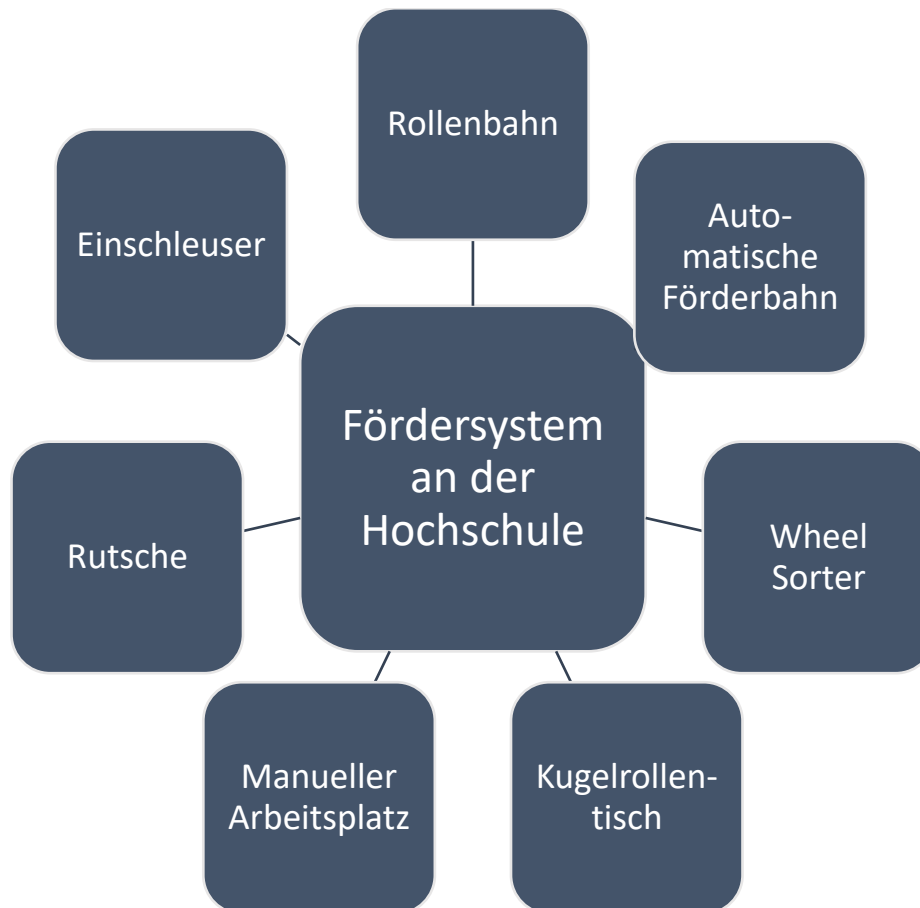 Rollenbahn
Auto-
matische
Förderbahn
Einschleuser
Fördersystem
an der
Hochschule
Wheel
Sorter
Rutsche
Kugelrollen-
tisch
Manueller
Arbeitsplatz